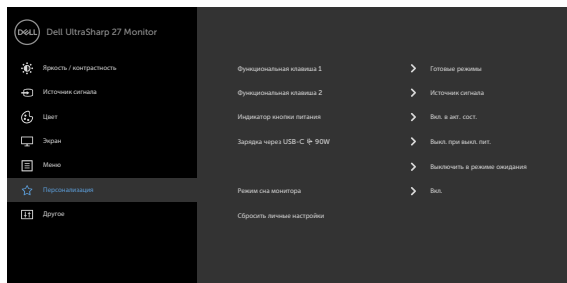 DELL Dell UltraSharp 27 Monitor
Яркость / контрастность
Источник сигнала
Цвет
Экран
Меню
Персонализация
Другое
Функциональная клавиша 1 Готовые режимы
Функциональная клавиша 2 Источник сигнала
Индикатор кнопки питания Вкл. в акт. сост.
Зарядка через USB-C 90W Выкл. при выкл. пит.
Выключить в режиме ожидания
Режим сна монитора Вкл.
Сбросить личные настройки